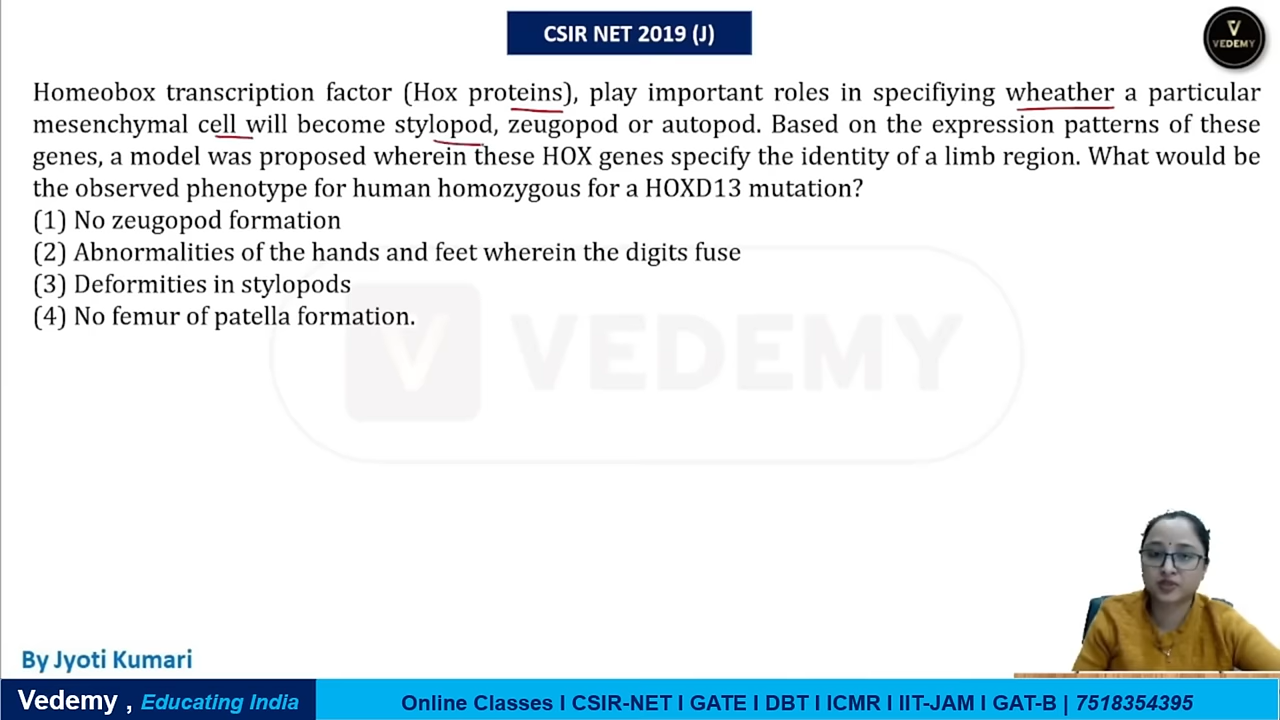 CSIR NET 2019 (J)
VEDEMY
Homeobox transcription factor (Hox proteins), play important roles in specifiying wheather a particular
mesenchymal cell will become stylopod, zeugopod or autopod. Based on the expression patterns of these
genes, a model was proposed wherein these HOX genes specify the identity of a limb region. What would be
the observed phenotype for human homozygous for a HOXD13 mutation?
(1) No zeugopod formation
(2) Abnormalities of the hands and feet wherein the digits fuse
(3) Deformities in stylopods
(4) No femur of patella formation.
VEDEMY
By Jyoti Kumari
Vedemy , Educating India
Online Classes I CSIR-NET I GATE I DBT I ICMR I IIT-JAM I GAT-B | 7518354395